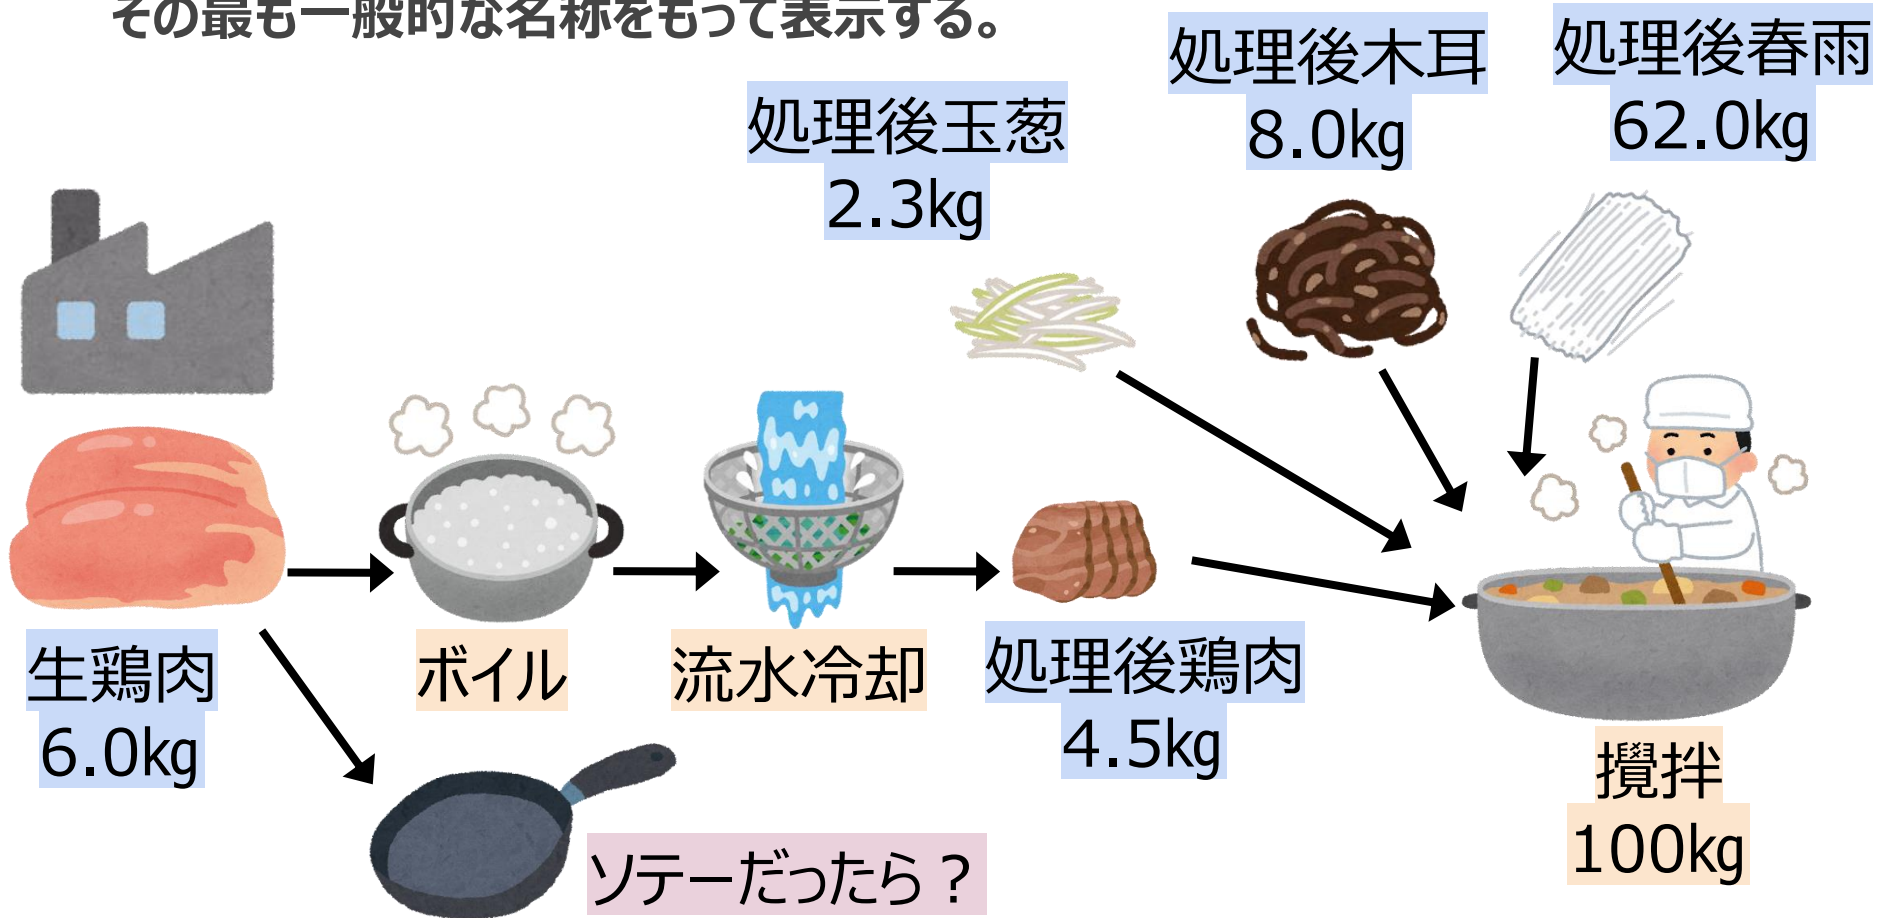 その最も一般的な名称をもって表示する。
処理後木耳
8.0㎏
処理後春雨
62.0㎏
処理後玉葱
2.3㎏
生鶏肉
6.0㎏
ボイル
流水冷却
処理後鶏肉
4.5㎏
攪拌
100㎏
ソテーだったら？